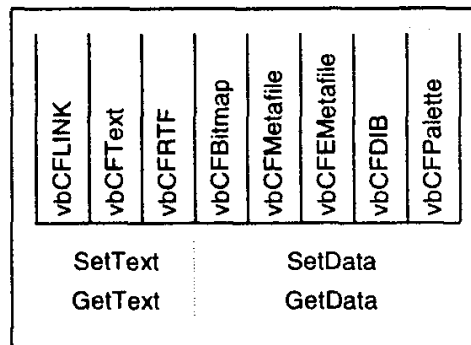 vbCFLINK
vbCFText
vbCFRTF
vbCFBitmap
vbCFMetafile
vbCFEMetafile
vbCFDIB
vbCFPalette
SetText SetData
GetText GetData